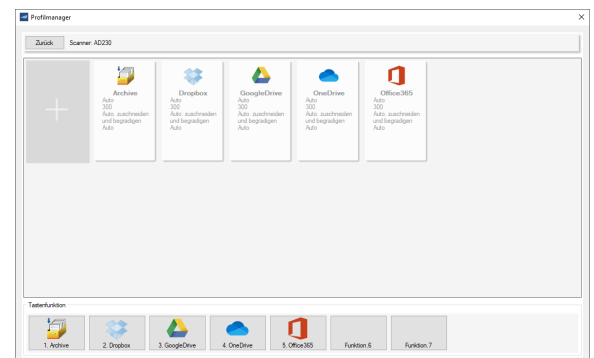 Profilmanager
Zurück Scanner: AD230
Archive
Auto
300
Auto. zuschneiden
und begradigen
Auto
Dropbox
Auto
300
Auto. zuschneiden
und begradigen
Auto
GoogleDrive
Auto
300
Auto. zuschneiden
und begradigen
Auto
OneDrive
Auto
300
Auto. zuschneiden
und begradigen
Auto
Office365
Auto
300
Auto. zuschneiden
und begradigen
Auto
Tastenfunktion
1. Archive 2. Dropbox 3. GoogleDrive 4. OneDrive 5. Office365 Funktion.6 Funktion.7